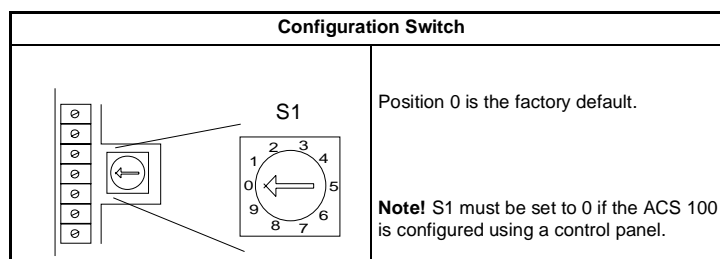 Configuration Switch
S1
0
1
2
3
4
5
6
7
8
9
Position 0 is the factory default.
Note! S1 must be set to 0 if the ACS 100
is configured using a control panel.